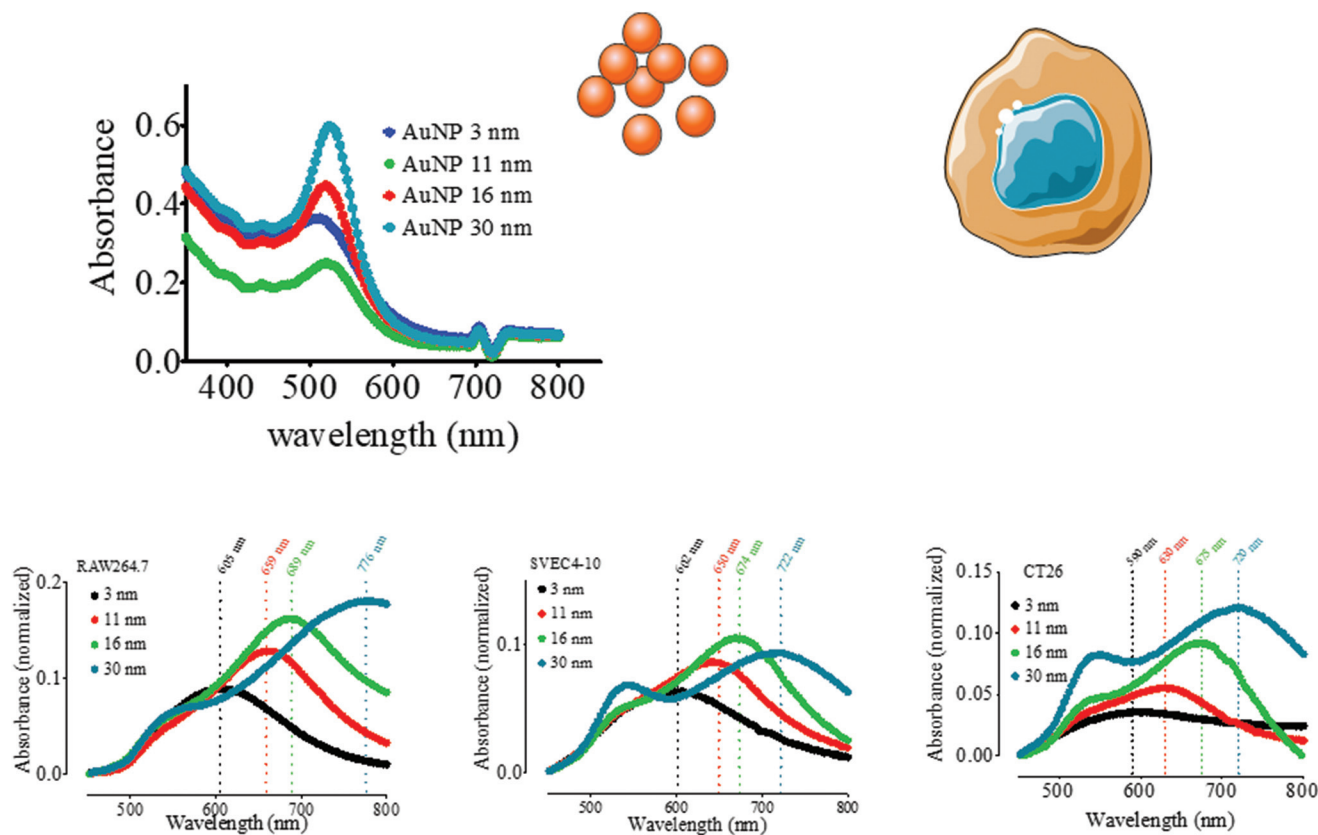 0.6
0.4
0.2
0.0
Absorbance
AuNP 3 nm
AuNP 11 nm
AuNP 16 nm
AuNP 30 nm
400 500 600 700 800
wavelength (nm)
RAW264.7
605 nm
659 nm
689 nm
776 nm
3 nm
11 nm
16 nm
30 nm
0.2
0.1
0.0
Absorbance (normalized)
500 600 700 800
Wavelength (nm)
SVEC4-10
602 nm
650 nm
674 nm
722 nm
3 nm
11 nm
16 nm
30 nm
0.1
0.0
Absorbance (normalized)
500 600 700 800
Wavelength (nm)
CT26
590 nm
630 nm
675 nm
720 nm
3 nm
11 nm
16 nm
30 nm
0.15
0.10
0.05
0.00
Absorbance (normalized)
500 600 700 800
Wavelength (nm)